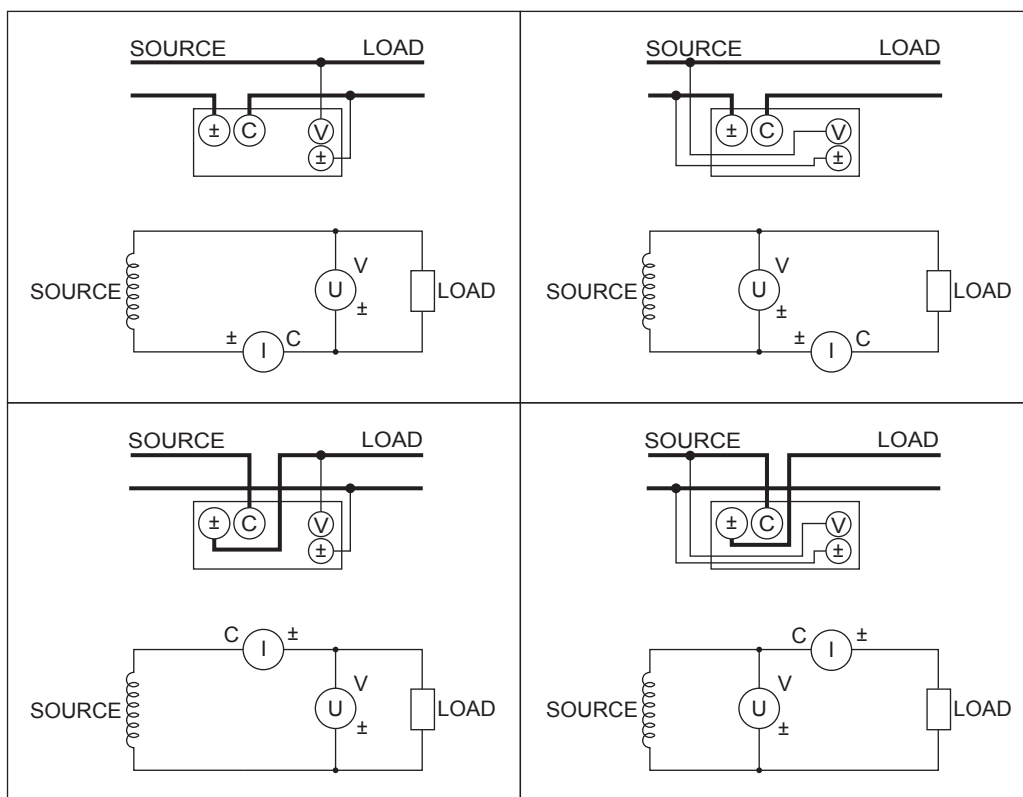 SOURCE LOAD
± C V
±
V
SOURCE U LOAD
±
± I C
SOURCE LOAD
± C V
±
V
SOURCE U LOAD
±
± I C
SOURCE LOAD
± C V
±
C I ±
V
SOURCE U LOAD
±
SOURCE LOAD
± C V
±
C I ±
V
SOURCE U LOAD
±